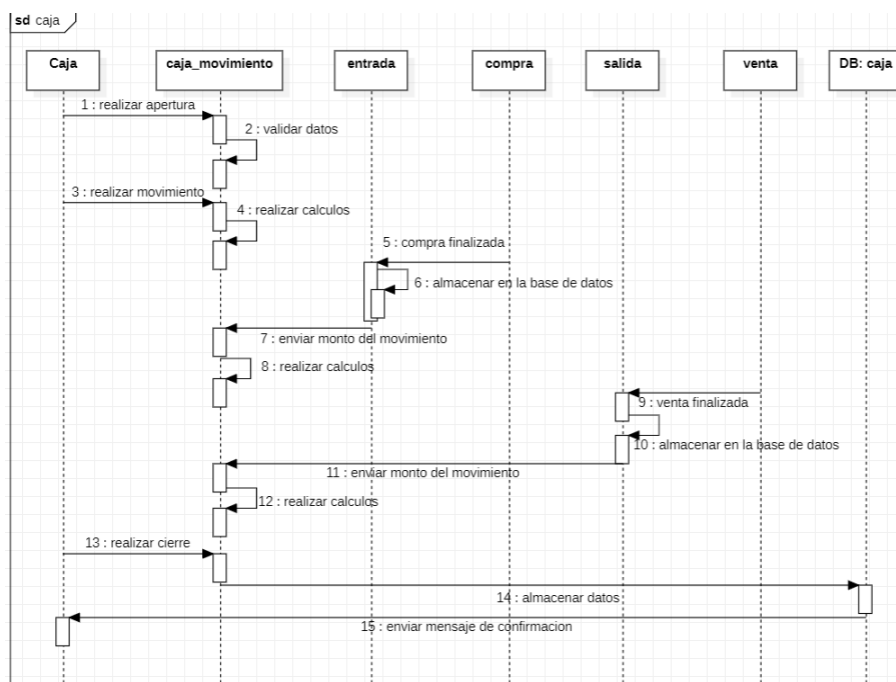 sd caja
Caja
caja_movimiento
entrada
compra
salida
venta
DB: caja
1 : realizar apertura
2 : validar datos
3 : realizar movimiento
4 : realizar calculos
5 : compra finalizada
6 : almacenar en la base de datos
7 : enviar monto del movimiento
8 : realizar calculos
9 : venta finalizada
10 : almacenar en la base de datos
11 : enviar monto del movimiento
12 : realizar calculos
13 : realizar cierre
14 : almacenar datos
15 : enviar mensaje de confirmacion